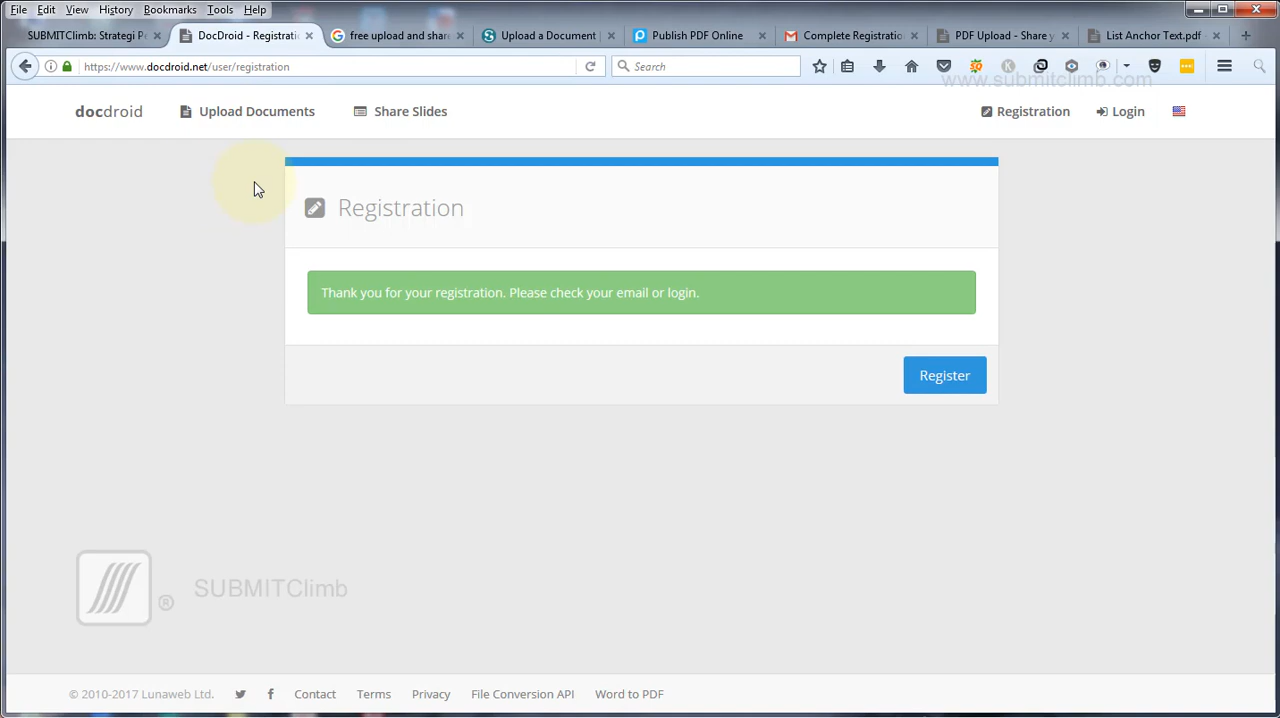 File Edit View History Bookmarks Tools Help
SUBMITClimb: Strategi Po
DocDroid - Registrati
free upload and shar
Upload a Document
Publish PDF Online
Complete Registratio
PDF Upload - Share y
List Anchor Text.pdf
https://www.docdroid.net/user/registration
Search
www.submitclimb.com
docdroid
Upload Documents
Share Slides
Registration
Login
Registration
Thank you for your registration. Please check your email or login.
Register
SUBMITClimb
®
© 2010-2017 Lunaweb Ltd.
Contact
Terms
Privacy
File Conversion API
Word to PDF